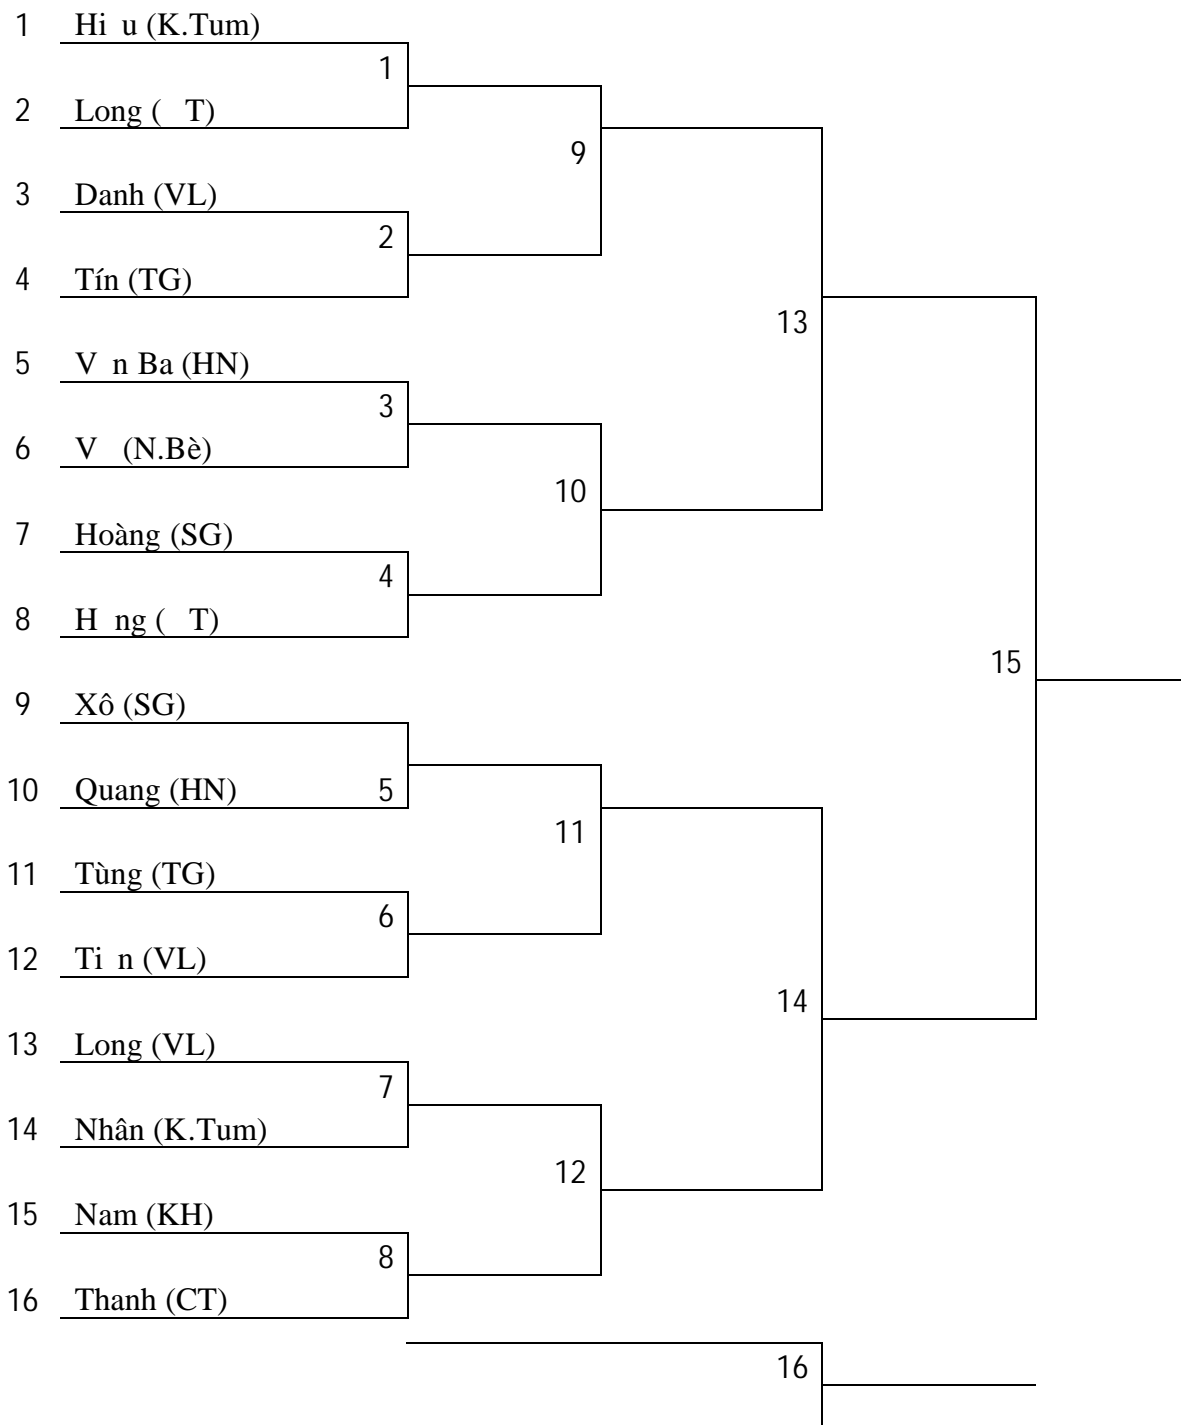 1 Hi u (K.Tum)
1
2 Long ( T)
9
3 Danh (VL)
2
4 Tín (TG)
13
5 V n Ba (HN)
3
6 V (N.Bè)
10
7 Hoàng (SG)
4
8 H ng ( T)
15
9 Xô (SG)
10 Quang (HN) 5
11
11 Tùng (TG)
6
12 Ti n (VL)
14
13 Long (VL)
7
14 Nhân (K.Tum)
12
15 Nam (KH)
8
16 Thanh (CT)
16